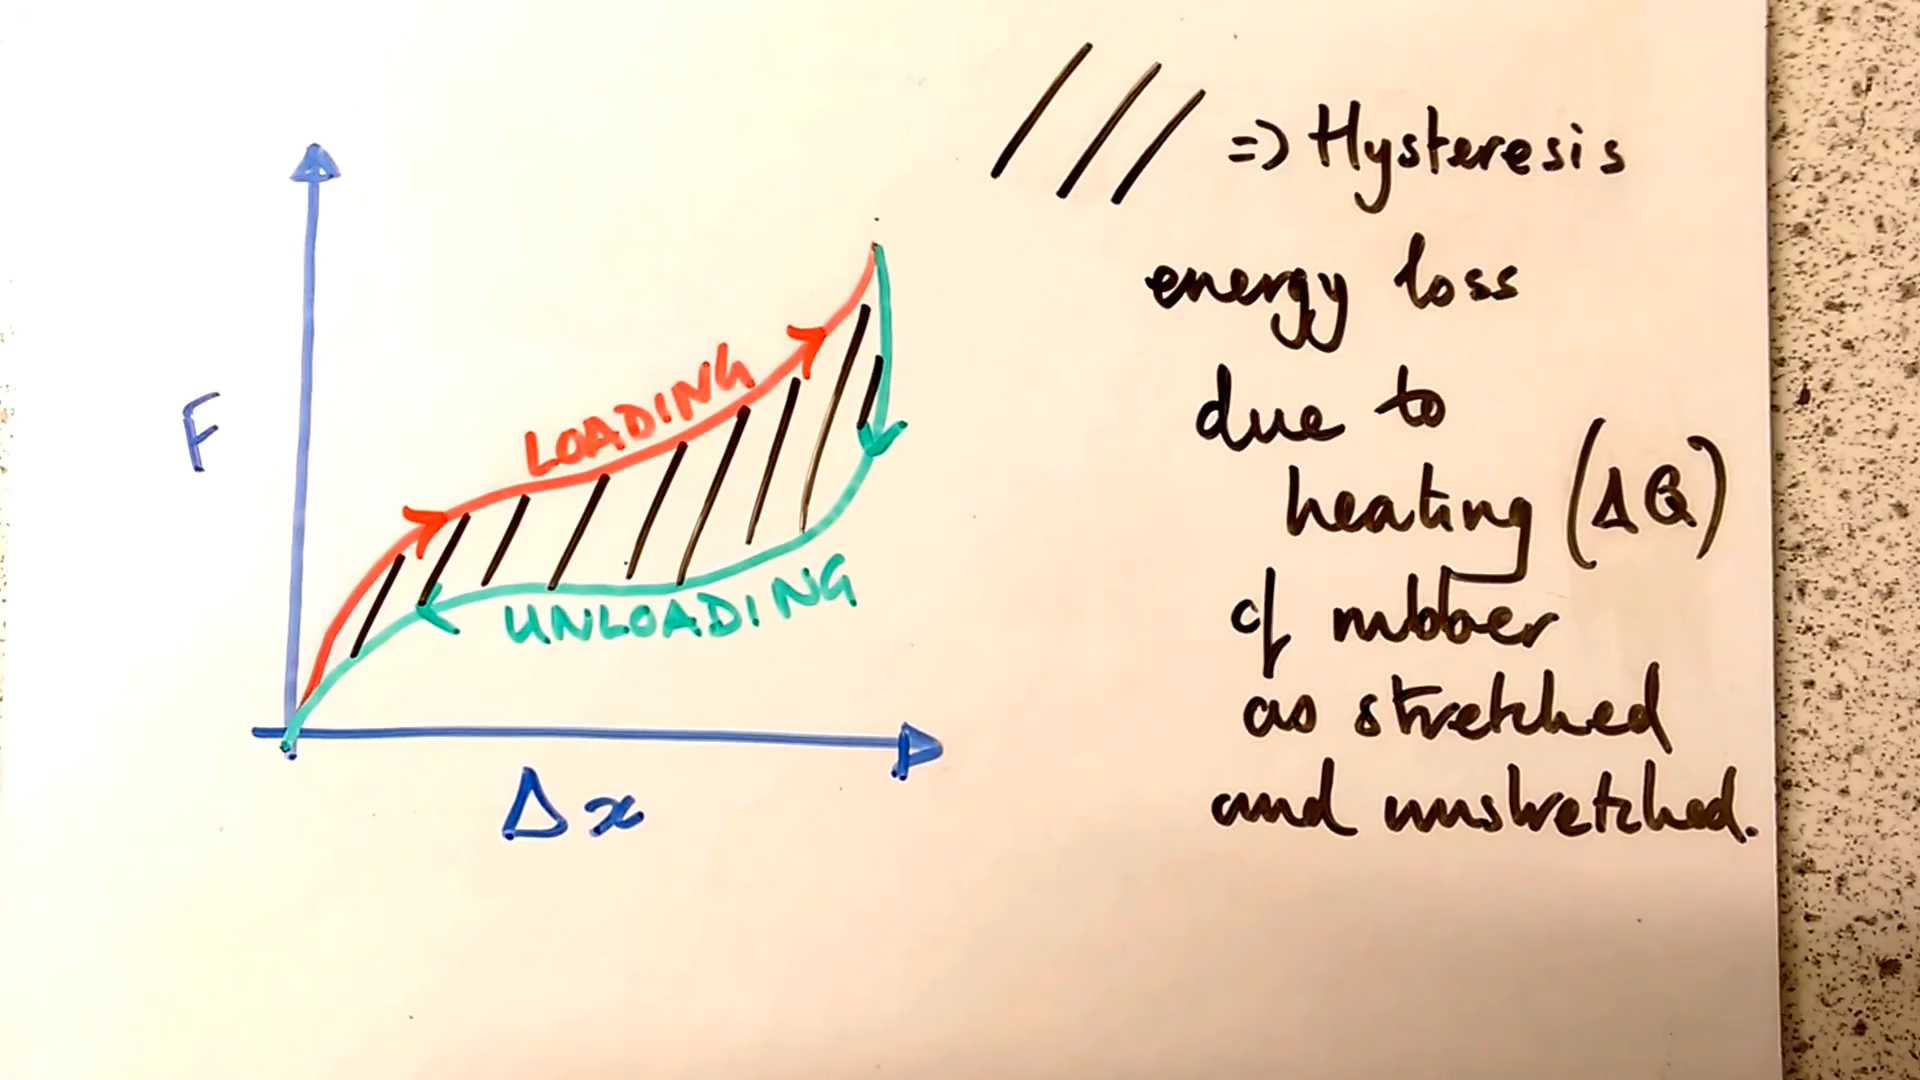 F
LOADING
UNLOADING
Δx
=> Hysteresis
energy loss
due to
heating (ΔQ)
of rubber
as stretched
and unstretched.